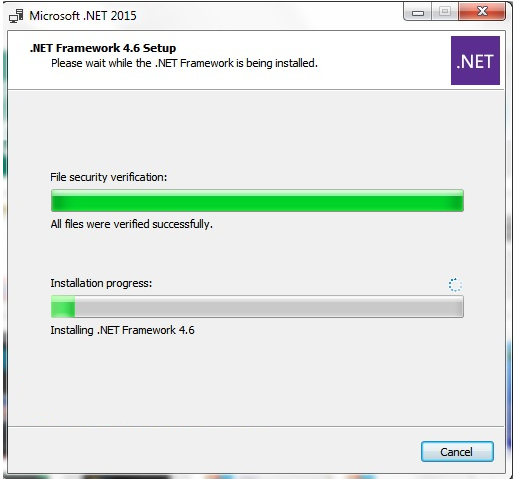 Microsoft .NET 2015
.NET Framework 4.6 Setup
Please wait while the .NET Framework is being installed.
.NET
File security verification:
All files were verified successfully.
Installation progress:
Installing .NET Framework 4.6
Cancel